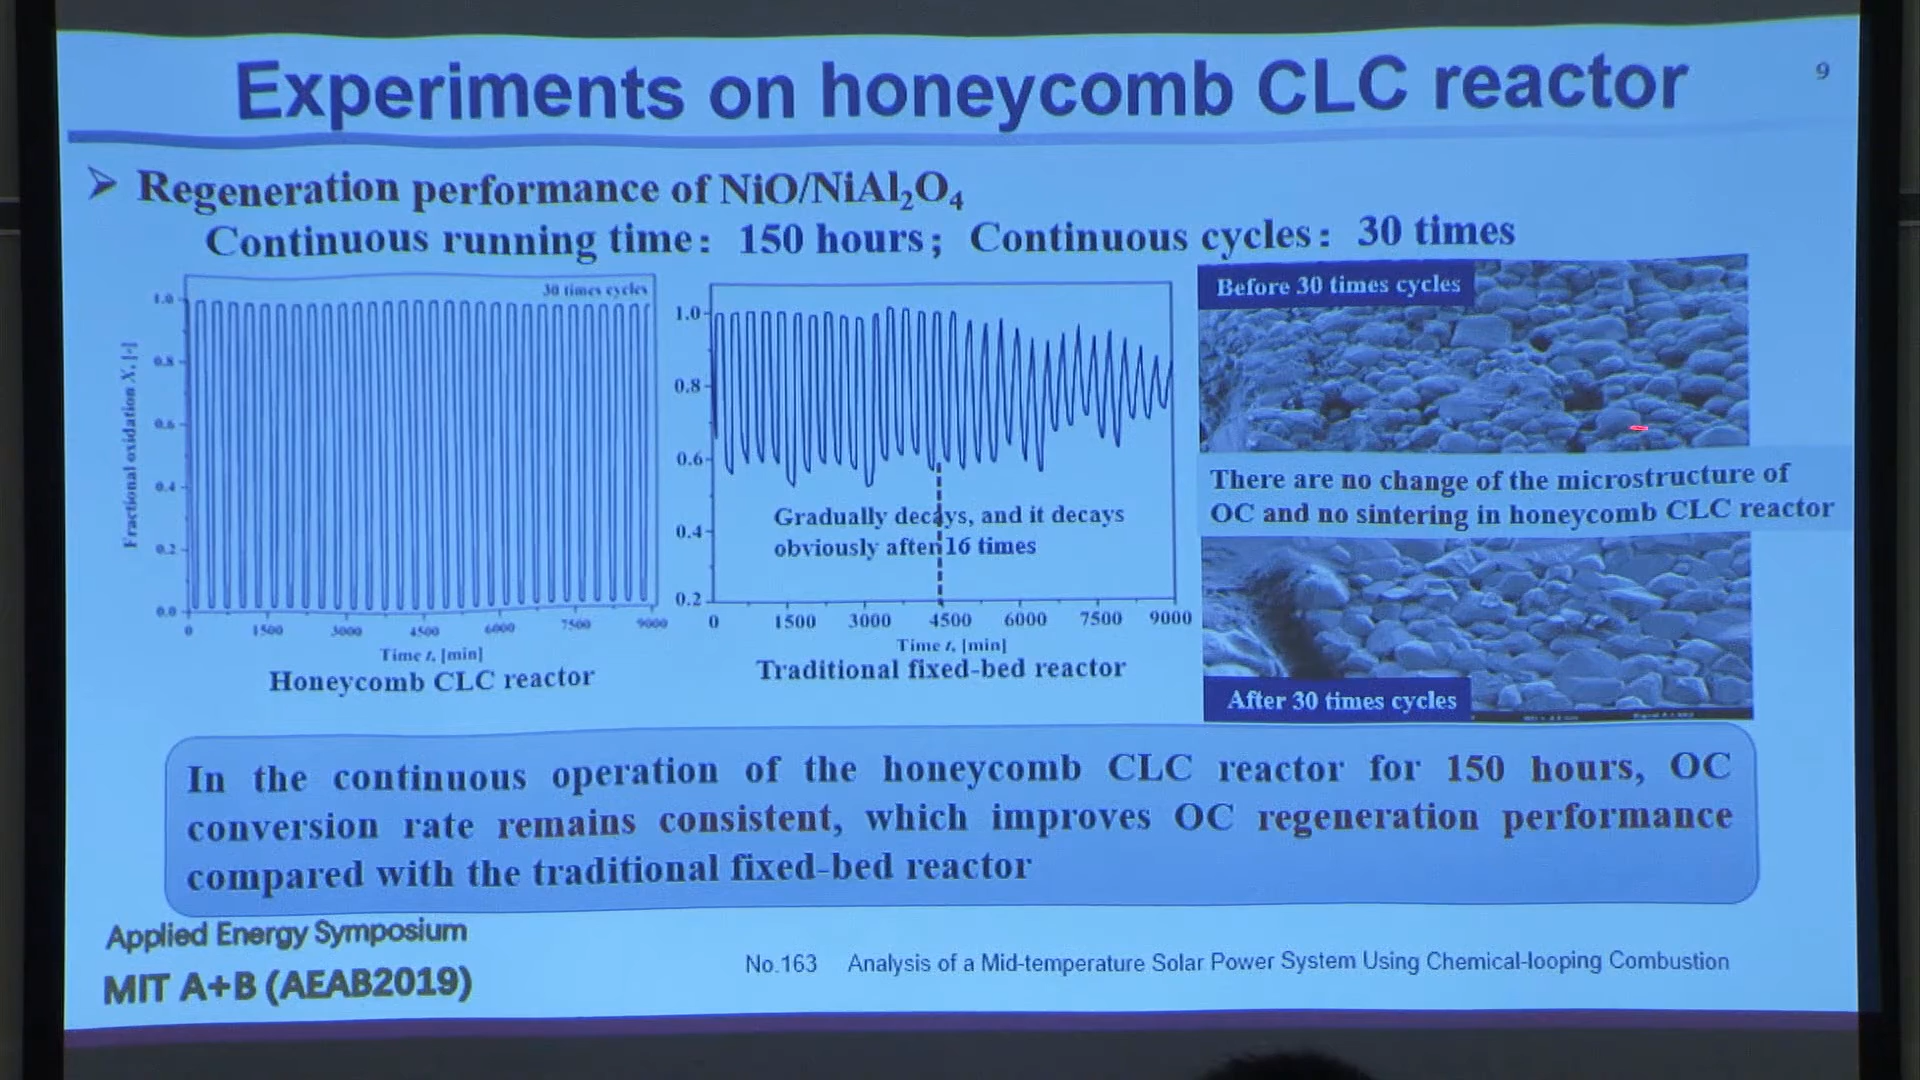 Experiments on honeycomb CLC reactor
9
➢ Regeneration performance of NiO/NiAl₂O₄
Continuous running time: 150 hours; Continuous cycles: 30 times
30 times cycles
Fractional oxidation X, [-]
1.0
0.8
0.6
0.4
0.2
0.0
0 1500 3000 4500 6000 7500 9000
Time t, [min]
Honeycomb CLC reactor
1.0
0.8
0.6
0.4
0.2
Gradually decays, and it decays
obviously after 16 times
0 1500 3000 4500 6000 7500 9000
Time t, [min]
Traditional fixed-bed reactor
Before 30 times cycles
There are no change of the microstructure of
OC and no sintering in honeycomb CLC reactor
After 30 times cycles
In the continuous operation of the honeycomb CLC reactor for 150 hours, OC
conversion rate remains consistent, which improves OC regeneration performance
compared with the traditional fixed-bed reactor
Applied Energy Symposium
MIT A+B (AEAB2019)
No.163 Analysis of a Mid-temperature Solar Power System Using Chemical-looping Combustion